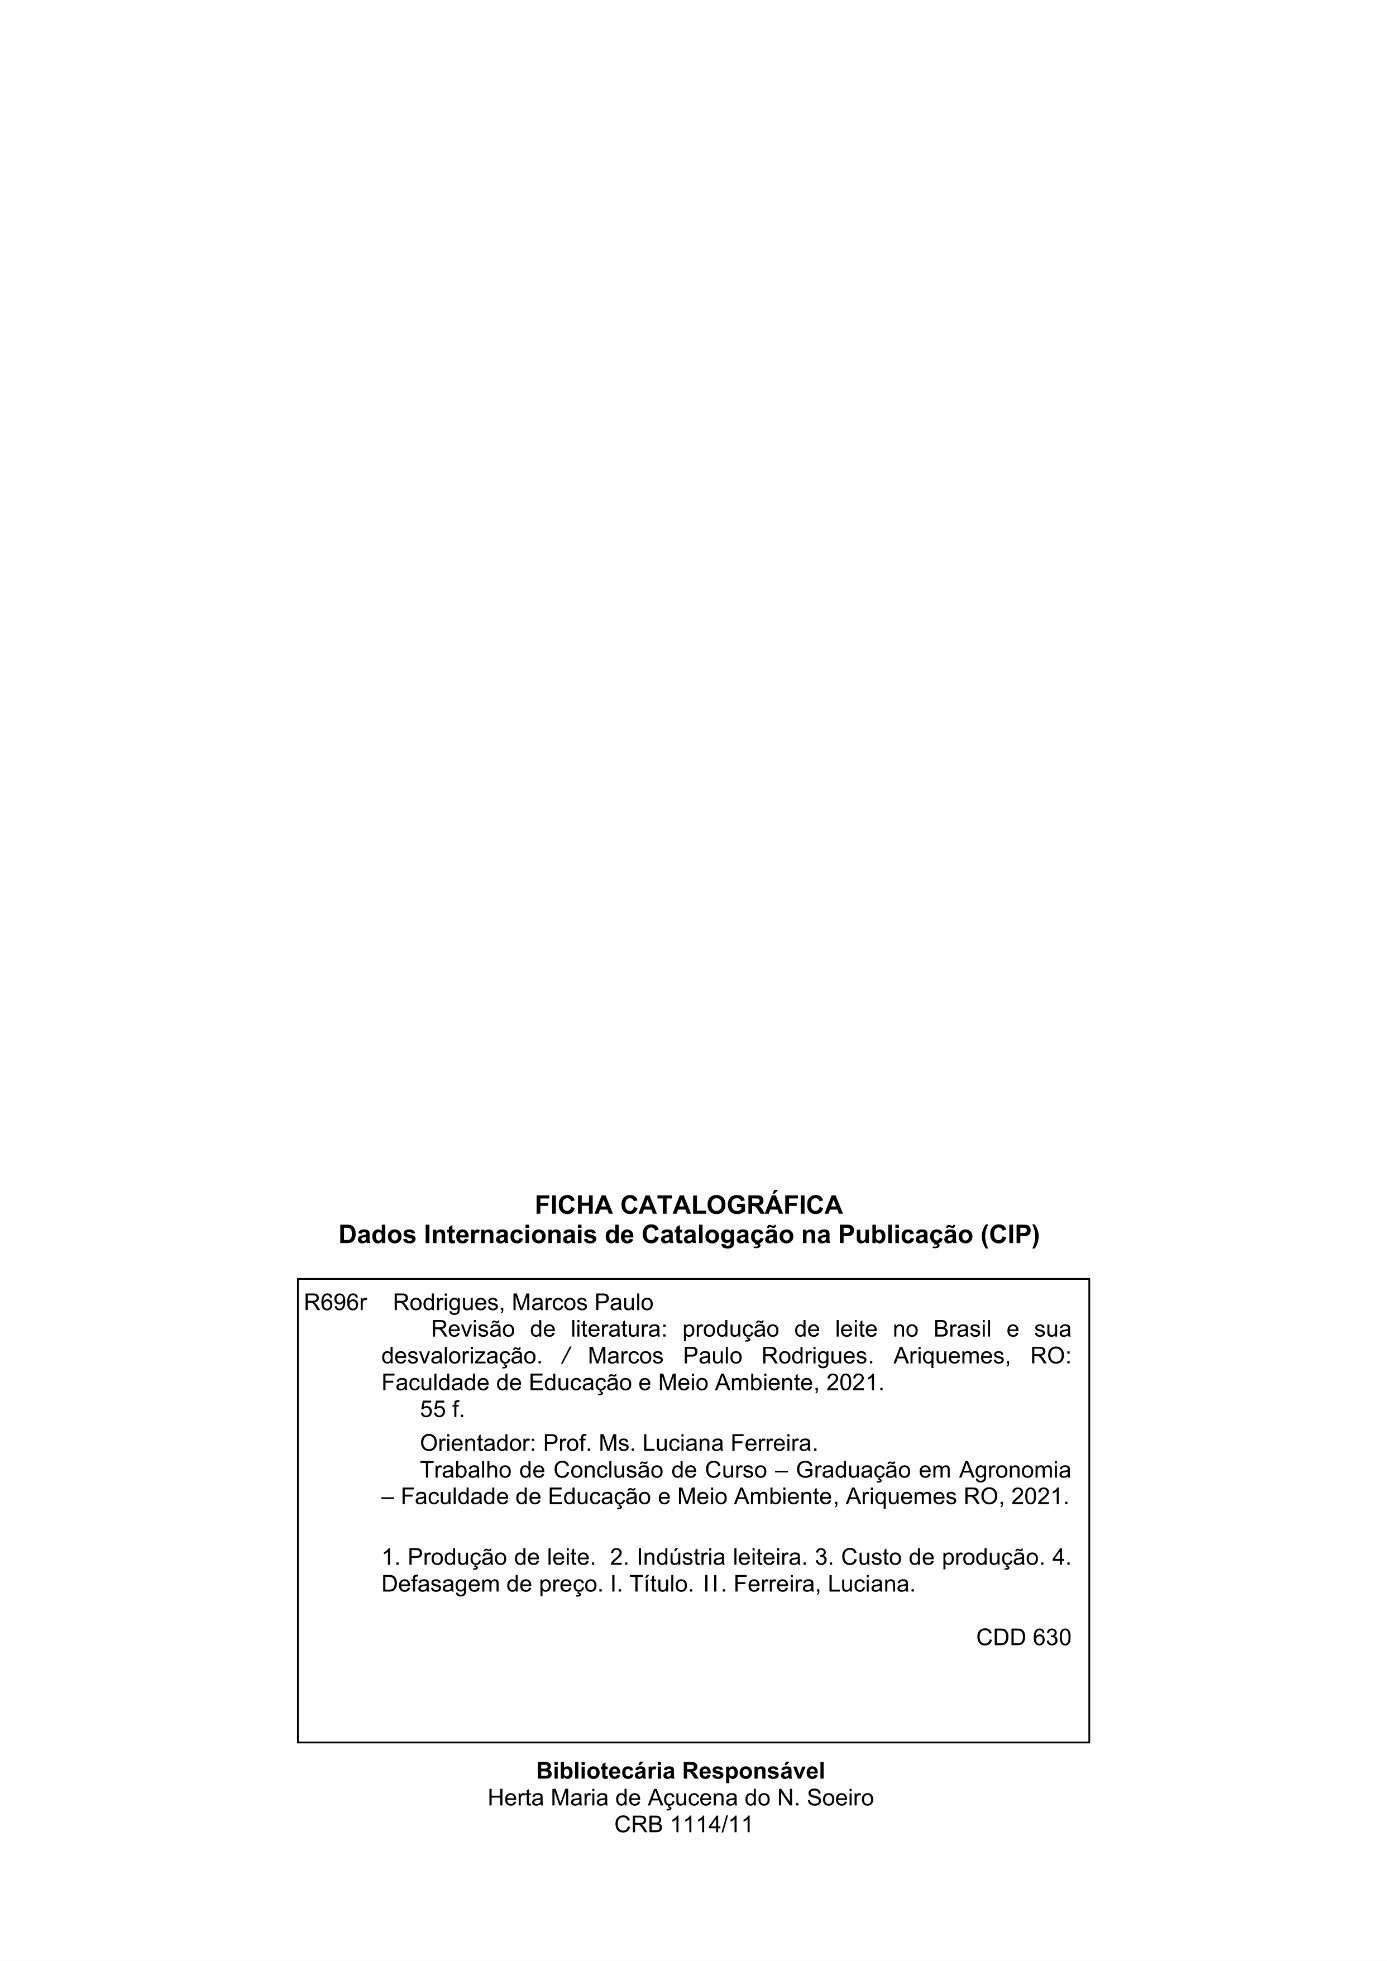 FICHA CATALOGRÁFICA
Dados Internacionais de Catalogação na Publicação (CIP)
R696r Rodrigues, Marcos Paulo
Revisão de literatura: produção de leite no Brasil e sua
desvalorização. / Marcos Paulo Rodrigues. Ariquemes, RO:
Faculdade de Educação e Meio Ambiente, 2021.
55 f.
Orientador: Prof. Ms. Luciana Ferreira.
Trabalho de Conclusão de Curso – Graduação em Agronomia
– Faculdade de Educação e Meio Ambiente, Ariquemes RO, 2021.
1. Produção de leite. 2. Indústria leiteira. 3. Custo de produção. 4.
Defasagem de preço. I. Título. II. Ferreira, Luciana.
CDD 630
Bibliotecária Responsável
Herta Maria de Açucena do N. Soeiro
CRB 1114/11